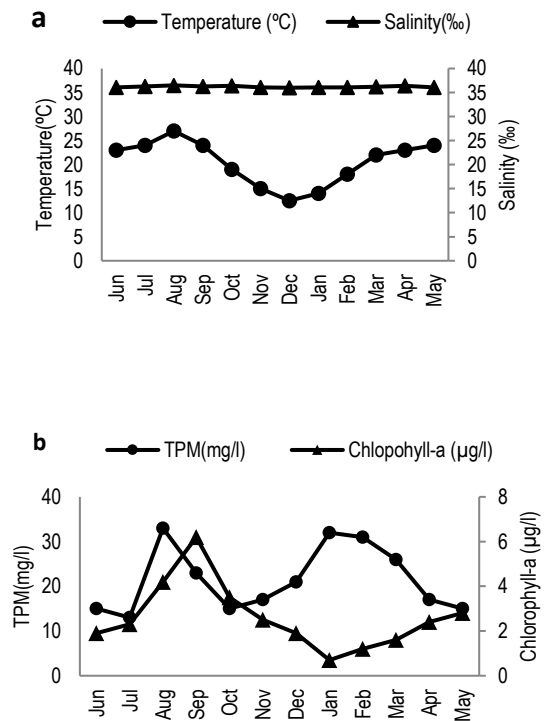 a
Temperature (ºC) Salinity(‰)
Temperature(ºC)
40
35
30
25
20
15
10
5
0
40
35
30
25
20
15
10
5
0
Salinity (‰)
Jun Jul Aug Sep Oct Nov Dec Jan Feb Mar Apr May
b
TPM(mg/l) Chlopohyll-a (µg/l)
TPM(mg/l)
40
30
20
10
0
8
6
4
2
0
Chlorophyll-a (µg/l)
Jun Jul Aug Sep Oct Nov Dec Jan Feb Mar Apr May